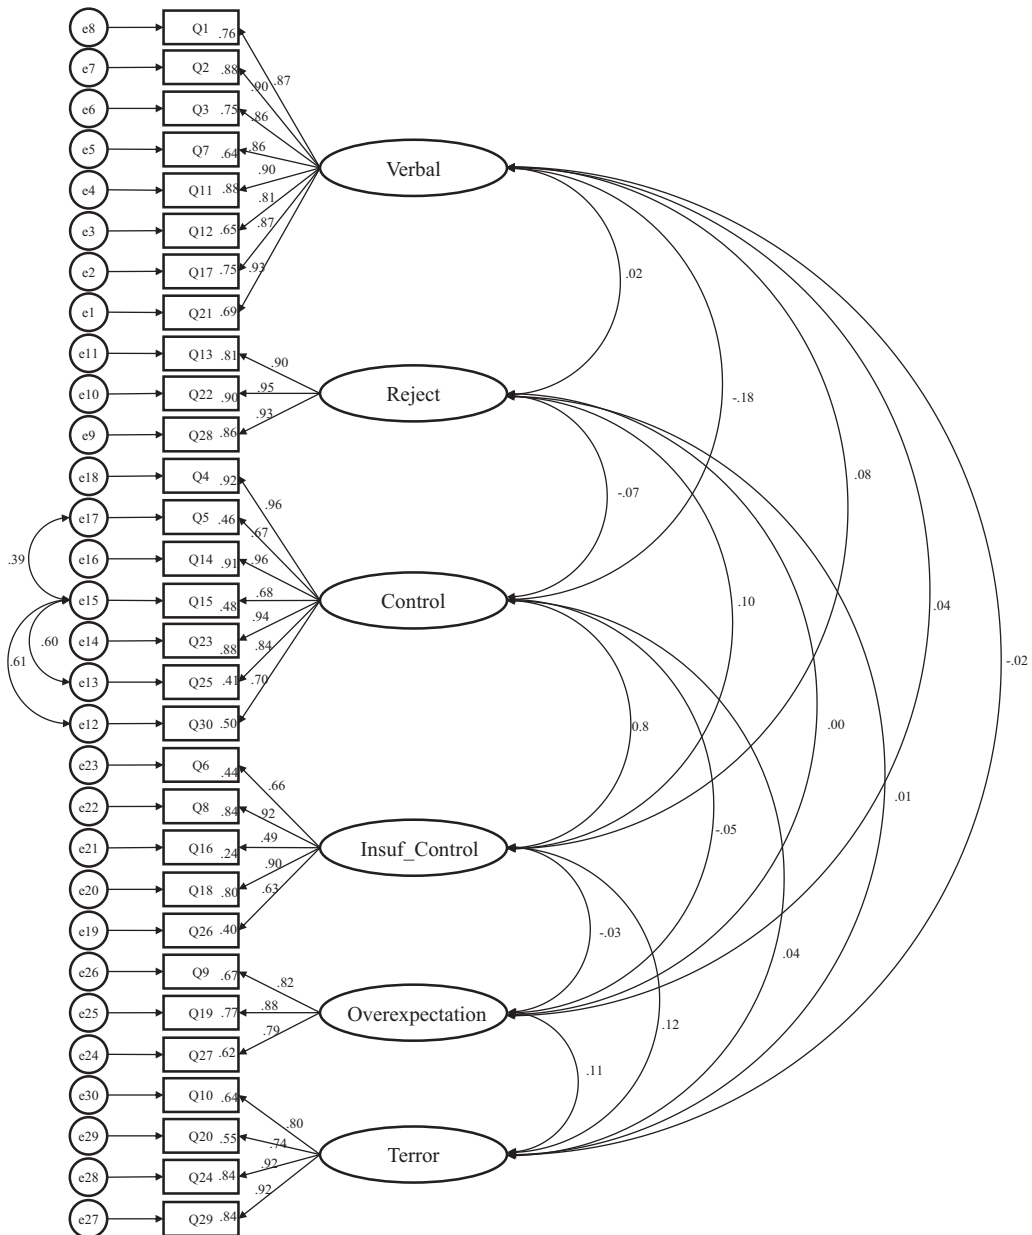 e8 Q1 .76
.87
e7 Q2 .88
.90
e6 Q3 .75
.86
e5 Q7 .64
.86
Verbal
e4 Q11 .88
.90
e3 Q12 .65
.81
e2 Q17 .75
.87
e1 Q21 .69
.93
.02
e11 Q13 .81
.90
e10 Q22 .90
.95
Reject
-.18
e9 Q28 .86
.93
e18 Q4 .92
.96
.08
-.07
e17 Q5 .46
.67
.39
e16 Q14 .91
.96
e15 Q15 .48
.68
Control
.10
.04
e14 Q23 .88
.94
.60
.61
.84
e13 Q25 .41
.70
-.02
e12 Q30 .50
0.8
.00
e23 Q6 .44
.66
.01
e22 Q8 .84
.92
-.05
e21 Q16 .24
.49
Insuf_Control
e20 Q18 .80
.90
e19 Q26 .40
.63
-.03
.04
e26 Q9 .67
.82
e25 Q19 .77
.88
Overexpectation
.12
e24 Q27 .62
.79
.11
e30 Q10 .64
.80
e29 Q20 .55
.74
Terror
e28 Q24 .84
.92
e27 Q29 .84
.92